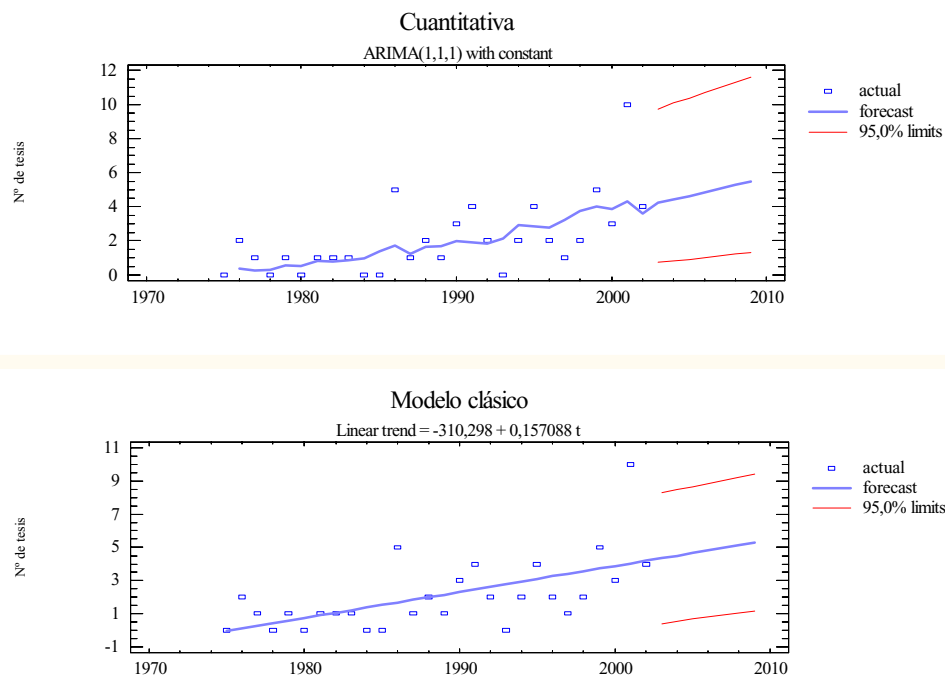 Cuantitativa
ARIMA(1,1,1) with constant
12
10
8
6
4
2
0
Nº de tesis
1970
1980
1990
2000
2010
actual
forecast
95,0% limits
Modelo clásico
Linear trend = -310,298 + 0,157088 t
11
9
7
5
3
1
-1
Nº de tesis
1970
1980
1990
2000
2010
actual
forecast
95,0% limits